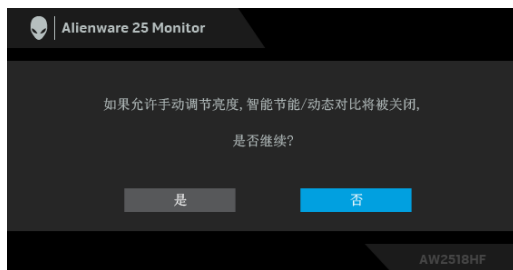 Alienware 25 Monitor
如果允许手动调节亮度, 智能节能/动态对比将被关闭,
是否继续?
是
否
AW2518HF